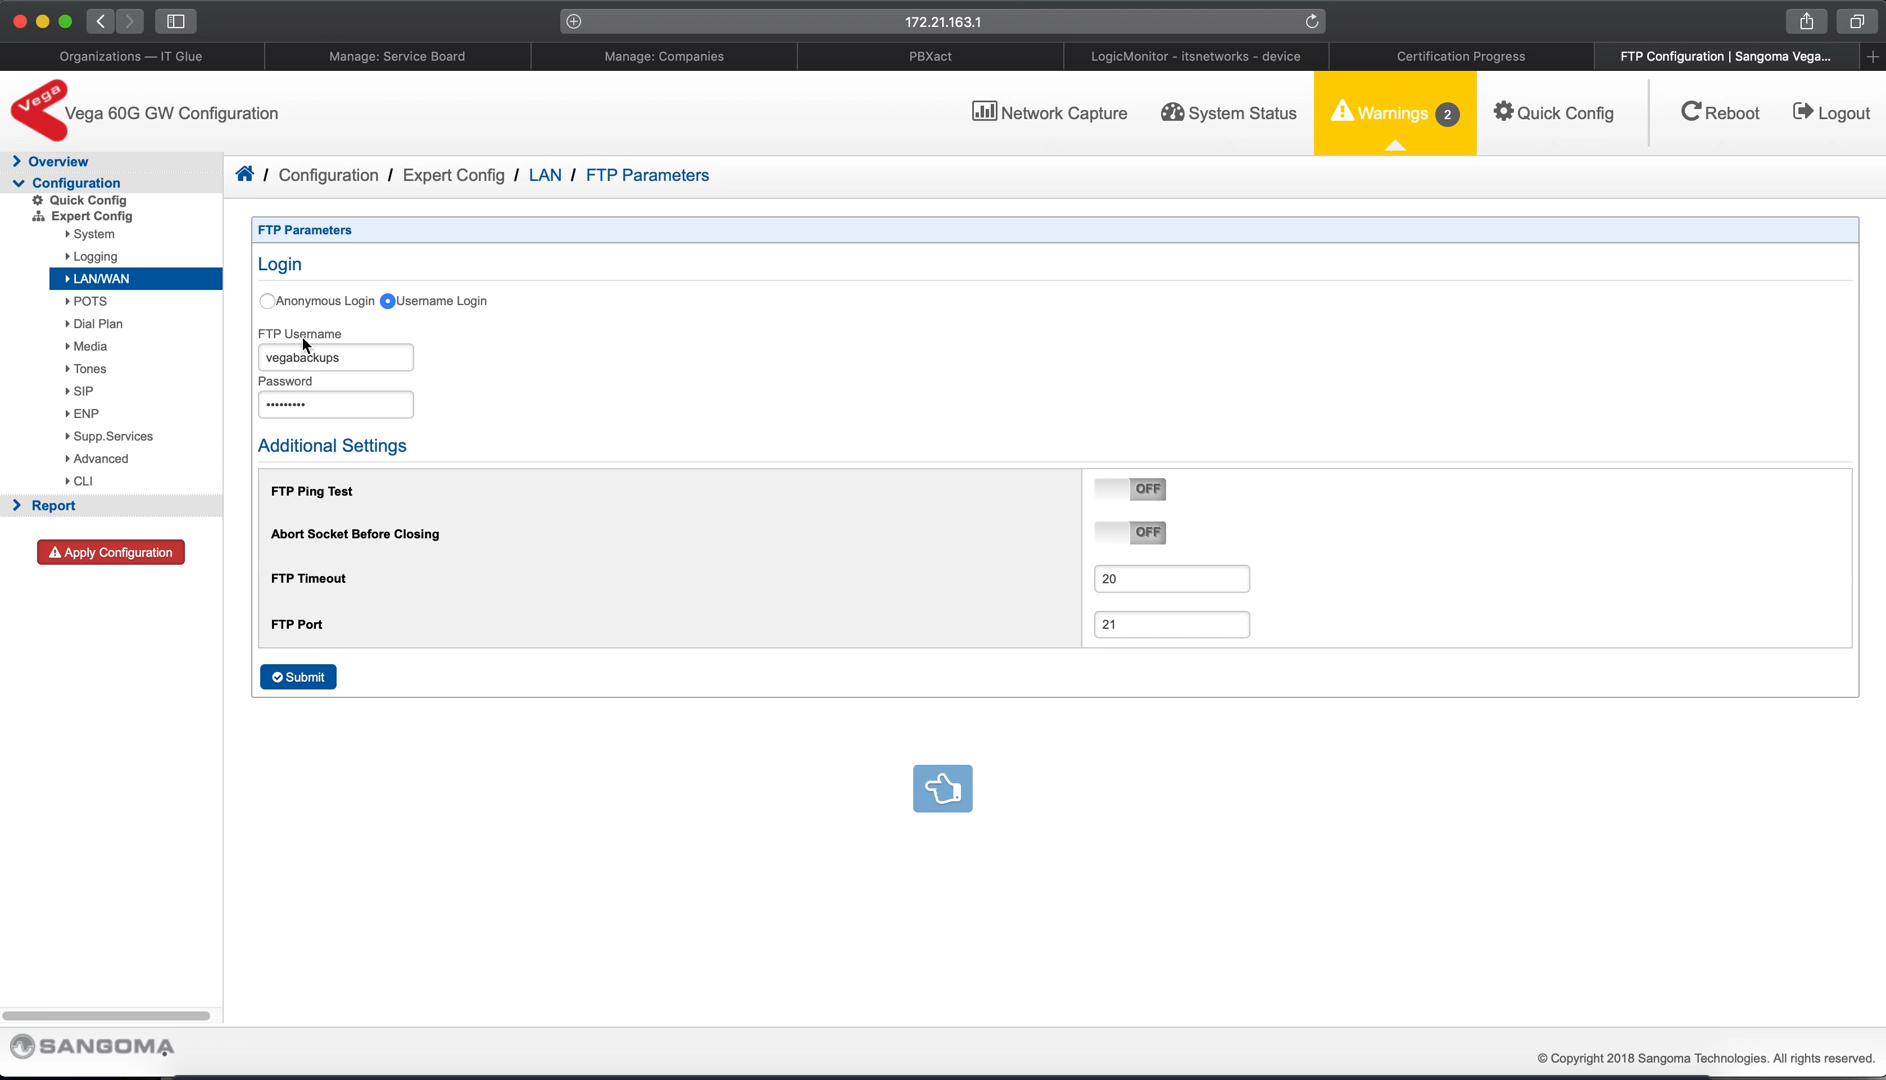 172.21.163.1
Organizations — IT Glue
Manage: Service Board
Manage: Companies
PBXact
LogicMonitor - itsnetworks - device
Certification Progress
FTP Configuration | Sangoma Vega...
Vega
Vega 60G GW Configuration
Network Capture
System Status
Warnings 2
Quick Config
Reboot
Logout
Overview
Configuration
Quick Config
Expert Config
System
Logging
LAN/WAN
POTS
Dial Plan
Media
Tones
SIP
ENP
Supp.Services
Advanced
CLI
Report
Apply Configuration
/ Configuration / Expert Config / LAN / FTP Parameters
FTP Parameters
Login
Anonymous Login Username Login
FTP Username
vegabackups
Password
•••••••••
Additional Settings
FTP Ping Test OFF
Abort Socket Before Closing OFF
FTP Timeout 20
FTP Port 21
Submit
SANGOMA
© Copyright 2018 Sangoma Technologies. All rights reserved.